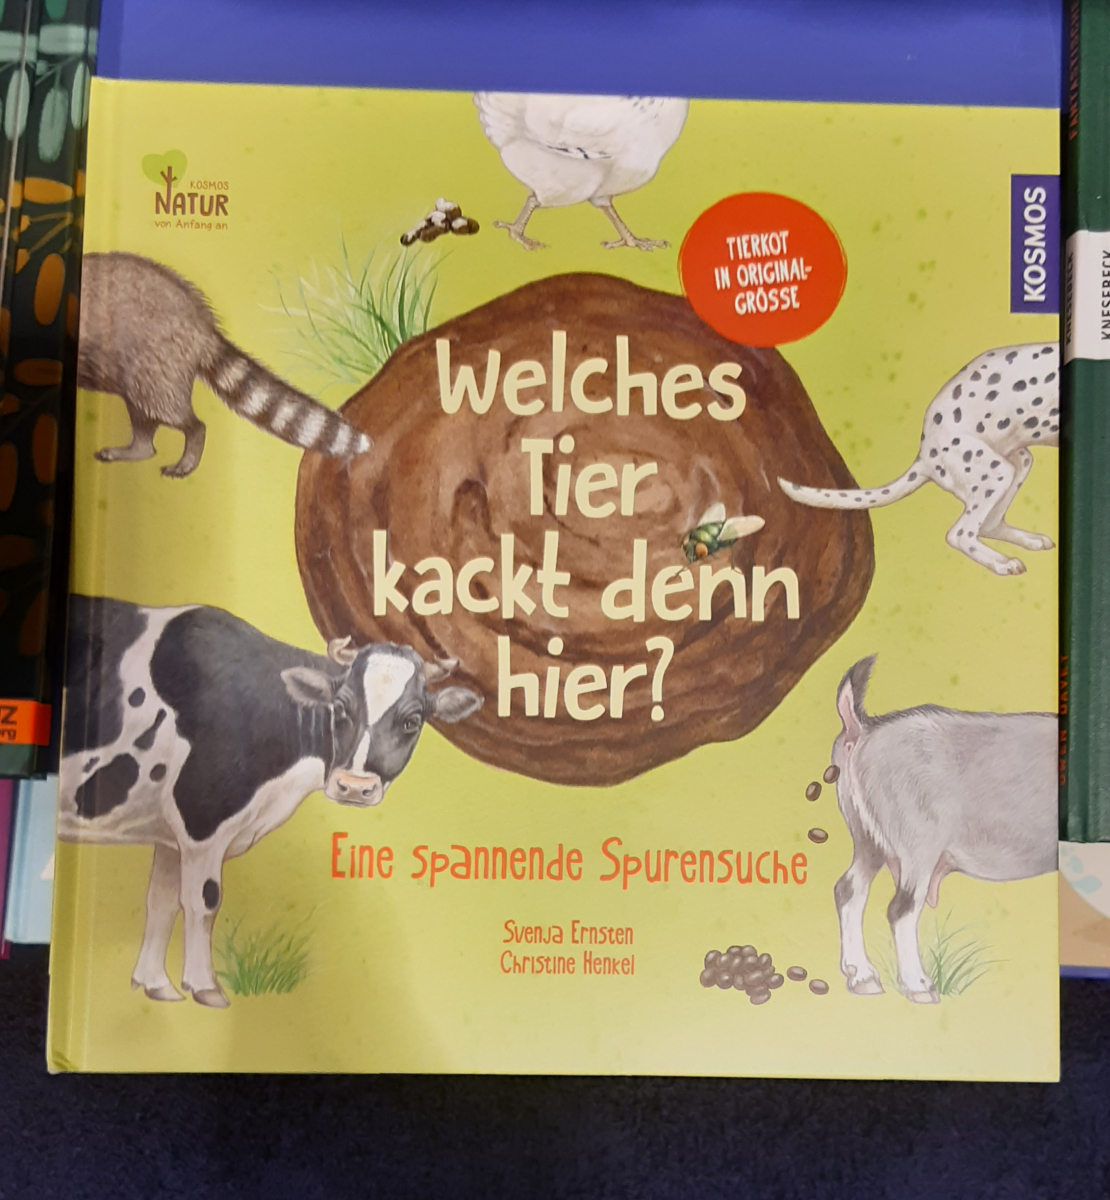 KOSMOS
NATUR
von Anfang an
TIERKOT
IN ORIGINAL-
GRÖSSE
KOSMOS
Welches
Tier
kackt denn
hier?
Eine spannende Spurensuche
Svenja Ernsten
Christine Henkel
KNESEBECK